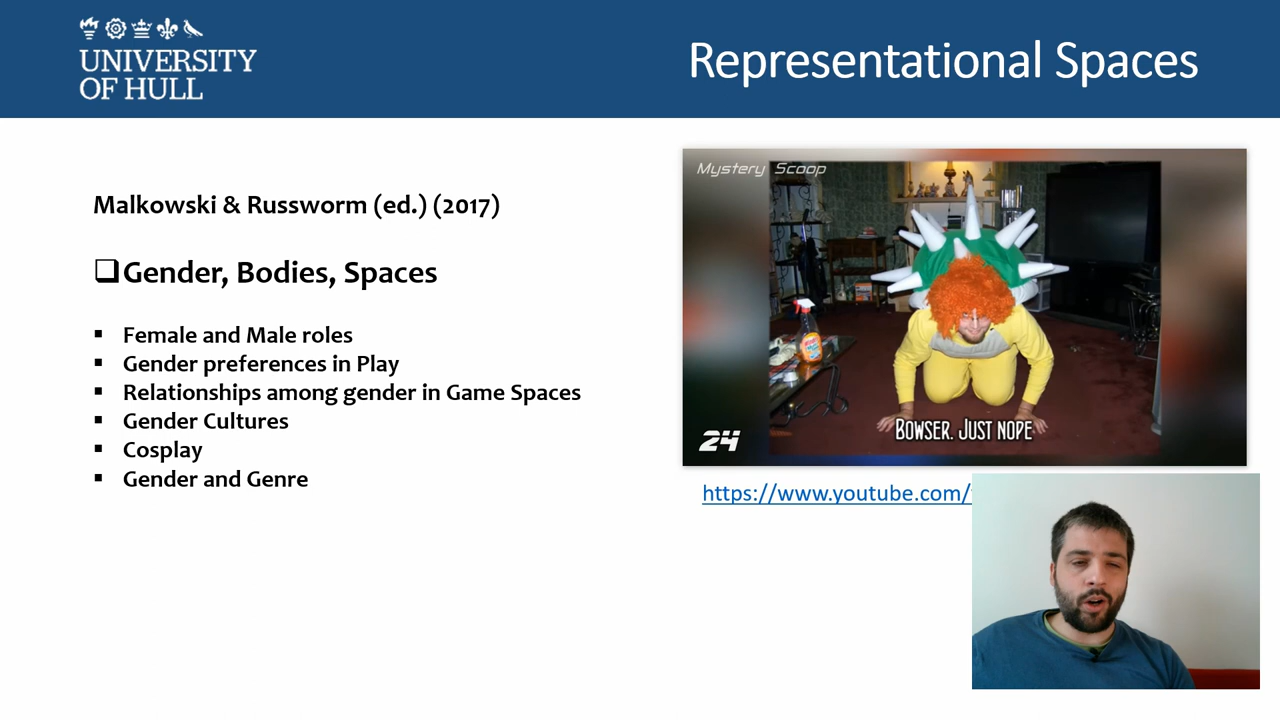 UNIVERSITY
OF HULL
Representational Spaces
Malkowski & Russworm (ed.) (2017)
Gender, Bodies, Spaces
Female and Male roles
Gender preferences in Play
Relationships among gender in Game Spaces
Gender Cultures
Cosplay
Gender and Genre
Mystery Scoop
24
BOWSER. JUST NOPE
https://www.youtube.com/